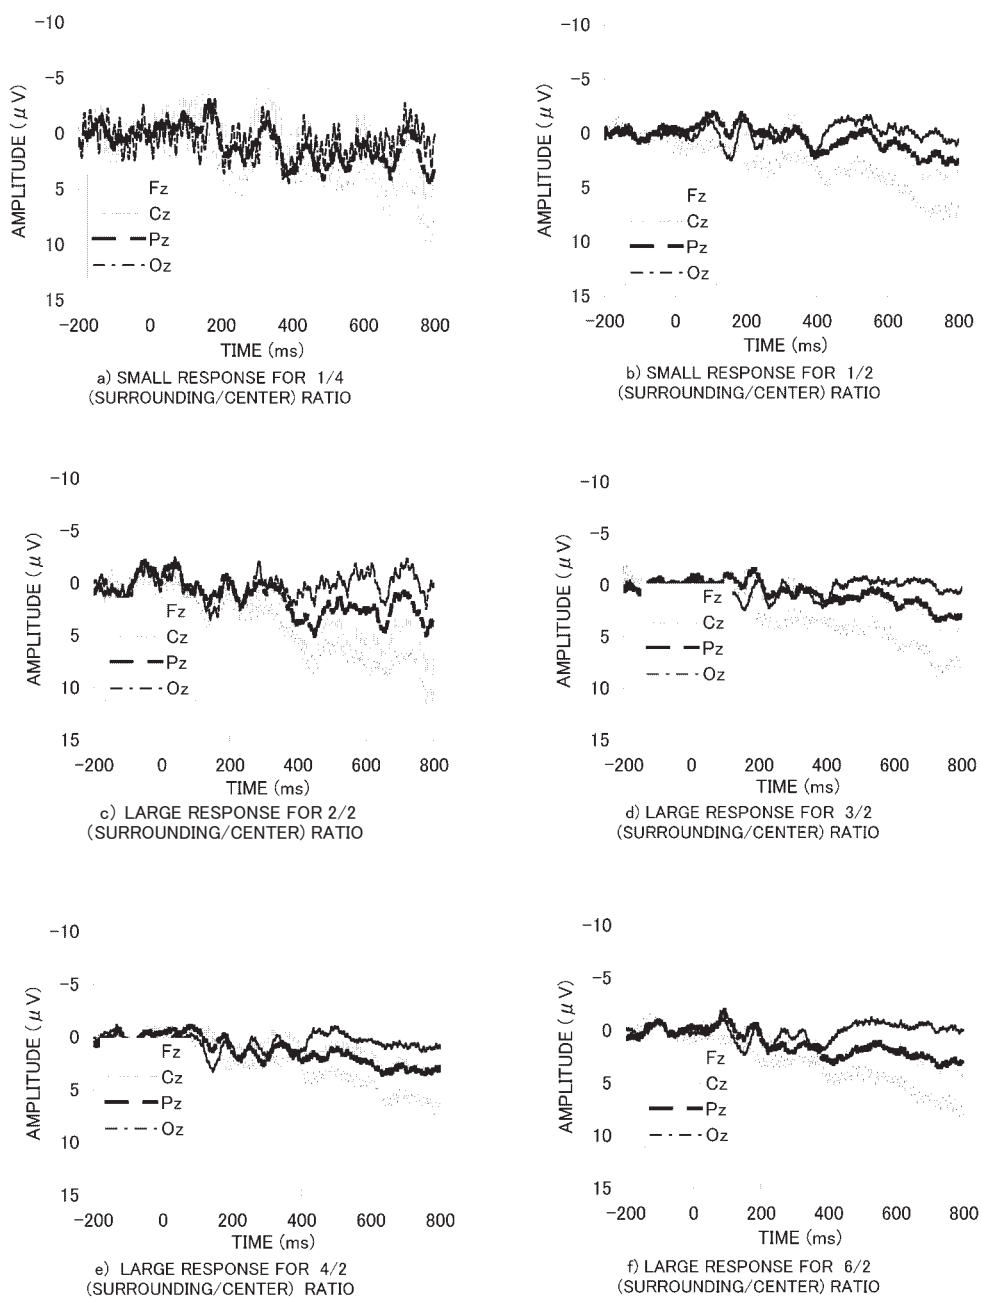 -10
-5
0
5
10
15
AMPLITUDE (μV)
Fz
Cz
Pz
Oz
-200 0 200 400 600 800
TIME (ms)
a) SMALL RESPONSE FOR 1/4
(SURROUNDING/CENTER) RATIO
-10
-5
0
5
10
15
AMPLITUDE (μV)
Fz
Cz
Pz
Oz
-200 0 200 400 600 800
TIME (ms)
b) SMALL RESPONSE FOR 1/2
(SURROUNDING/CENTER) RATIO
-10
-5
0
5
10
15
AMPLITUDE (μV)
Fz
Cz
Pz
Oz
-200 0 200 400 600 800
TIME (ms)
c) LARGE RESPONSE FOR 2/2
(SURROUNDING/CENTER) RATIO
-10
-5
0
5
10
15
AMPLITUDE (μV)
Fz
Cz
Pz
Oz
-200 0 200 400 600 800
TIME (ms)
d) LARGE RESPONSE FOR 3/2
(SURROUNDING/CENTER) RATIO
-10
-5
0
5
10
15
AMPLITUDE (μV)
Fz
Cz
Pz
Oz
-200 0 200 400 600 800
TIME (ms)
e) LARGE RESPONSE FOR 4/2
(SURROUNDING/CENTER) RATIO
-10
-5
0
5
10
15
AMPLITUDE (μV)
Fz
Cz
Pz
Oz
-200 0 200 400 600 800
TIME (ms)
f) LARGE RESPONSE FOR 6/2
(SURROUNDING/CENTER) RATIO